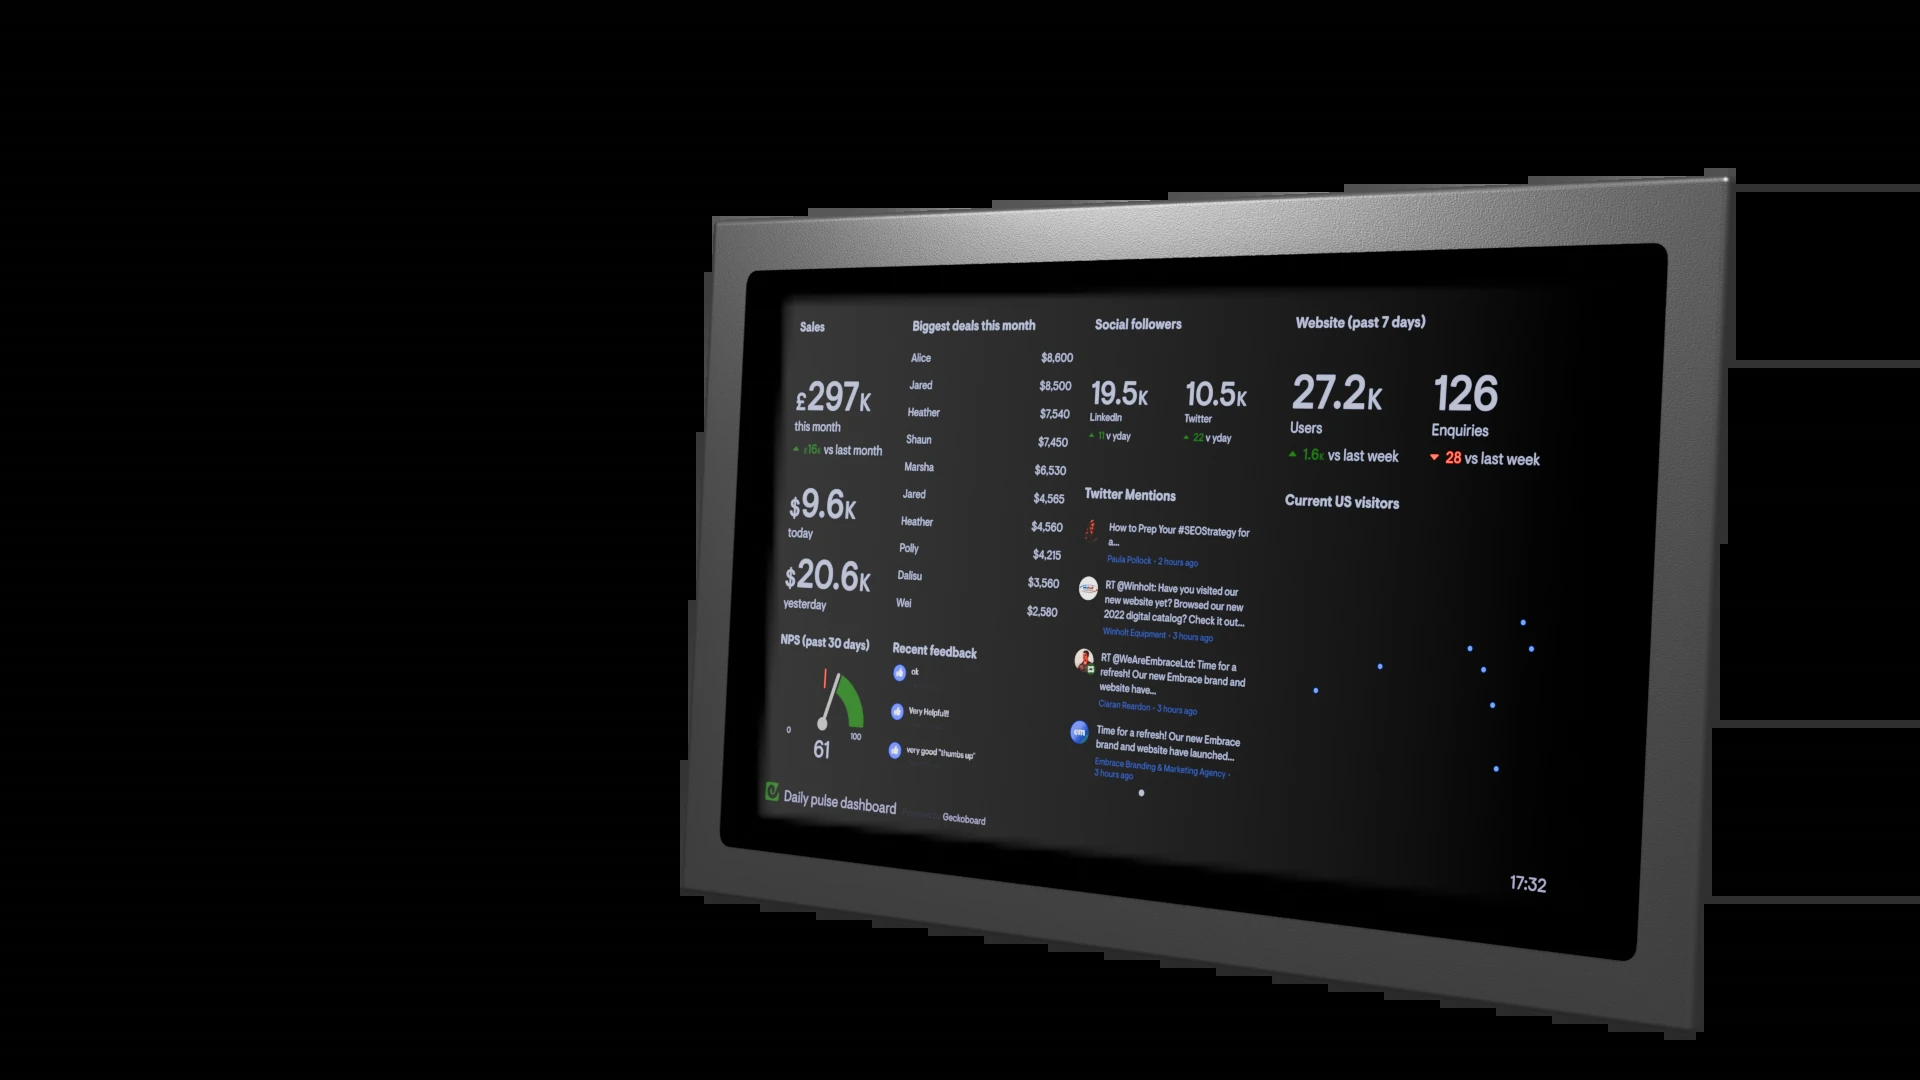 Sales
£297K
this month
£16K vs last month
$9.6K
today
$20.6K
yesterday
NPS (past 30 days)
0
100
61
Biggest deals this month
Alice $8,600
Jared $8,500
Heather $7,540
Shaun $7,450
Marsha $6,530
Jared $4,565
Heather $4,560
Polly $4,215
Dalisu $3,560
Wei $2,580
Recent feedback
ok
Very Helpful!!
very good "thumbs up"
Social followers
19.5K
LinkedIn
11 v yday
10.5K
Twitter
22 v yday
Twitter Mentions
How to Prep Your #SEOStrategy for
a...
Paula Pollock • 2 hours ago
RT @Winholt: Have you visited our
new website yet? Browsed our new
2022 digital catalog? Check it out...
Winholt Equipment • 3 hours ago
RT @WeAreEmbraceLtd: Time for a
refresh! Our new Embrace brand and
website have...
Ciaran Reardon • 3 hours ago
em
Time for a refresh! Our new Embrace
brand and website have launched...
Embrace Branding & Marketing Agency •
3 hours ago
Website (past 7 days)
27.2K
Users
1.6K vs last week
126
Enquiries
28 vs last week
Current US visitors
Daily pulse dashboard
Geckoboard
17:32